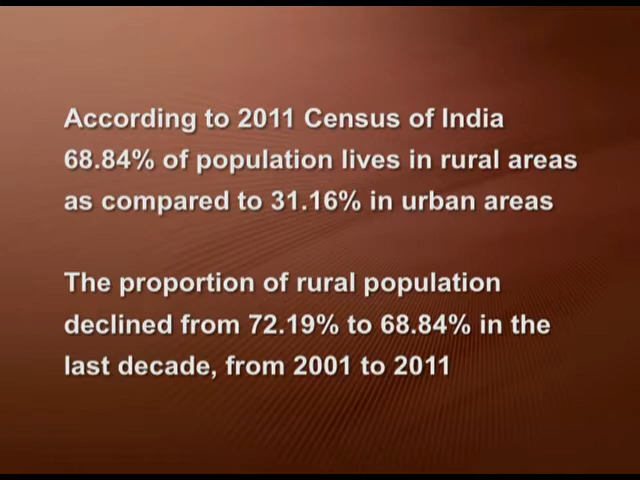 According to 2011 Census of India
68.84% of population lives in rural areas
as compared to 31.16% in urban areas
The proportion of rural population
declined from 72.19% to 68.84% in the
last decade, from 2001 to 2011